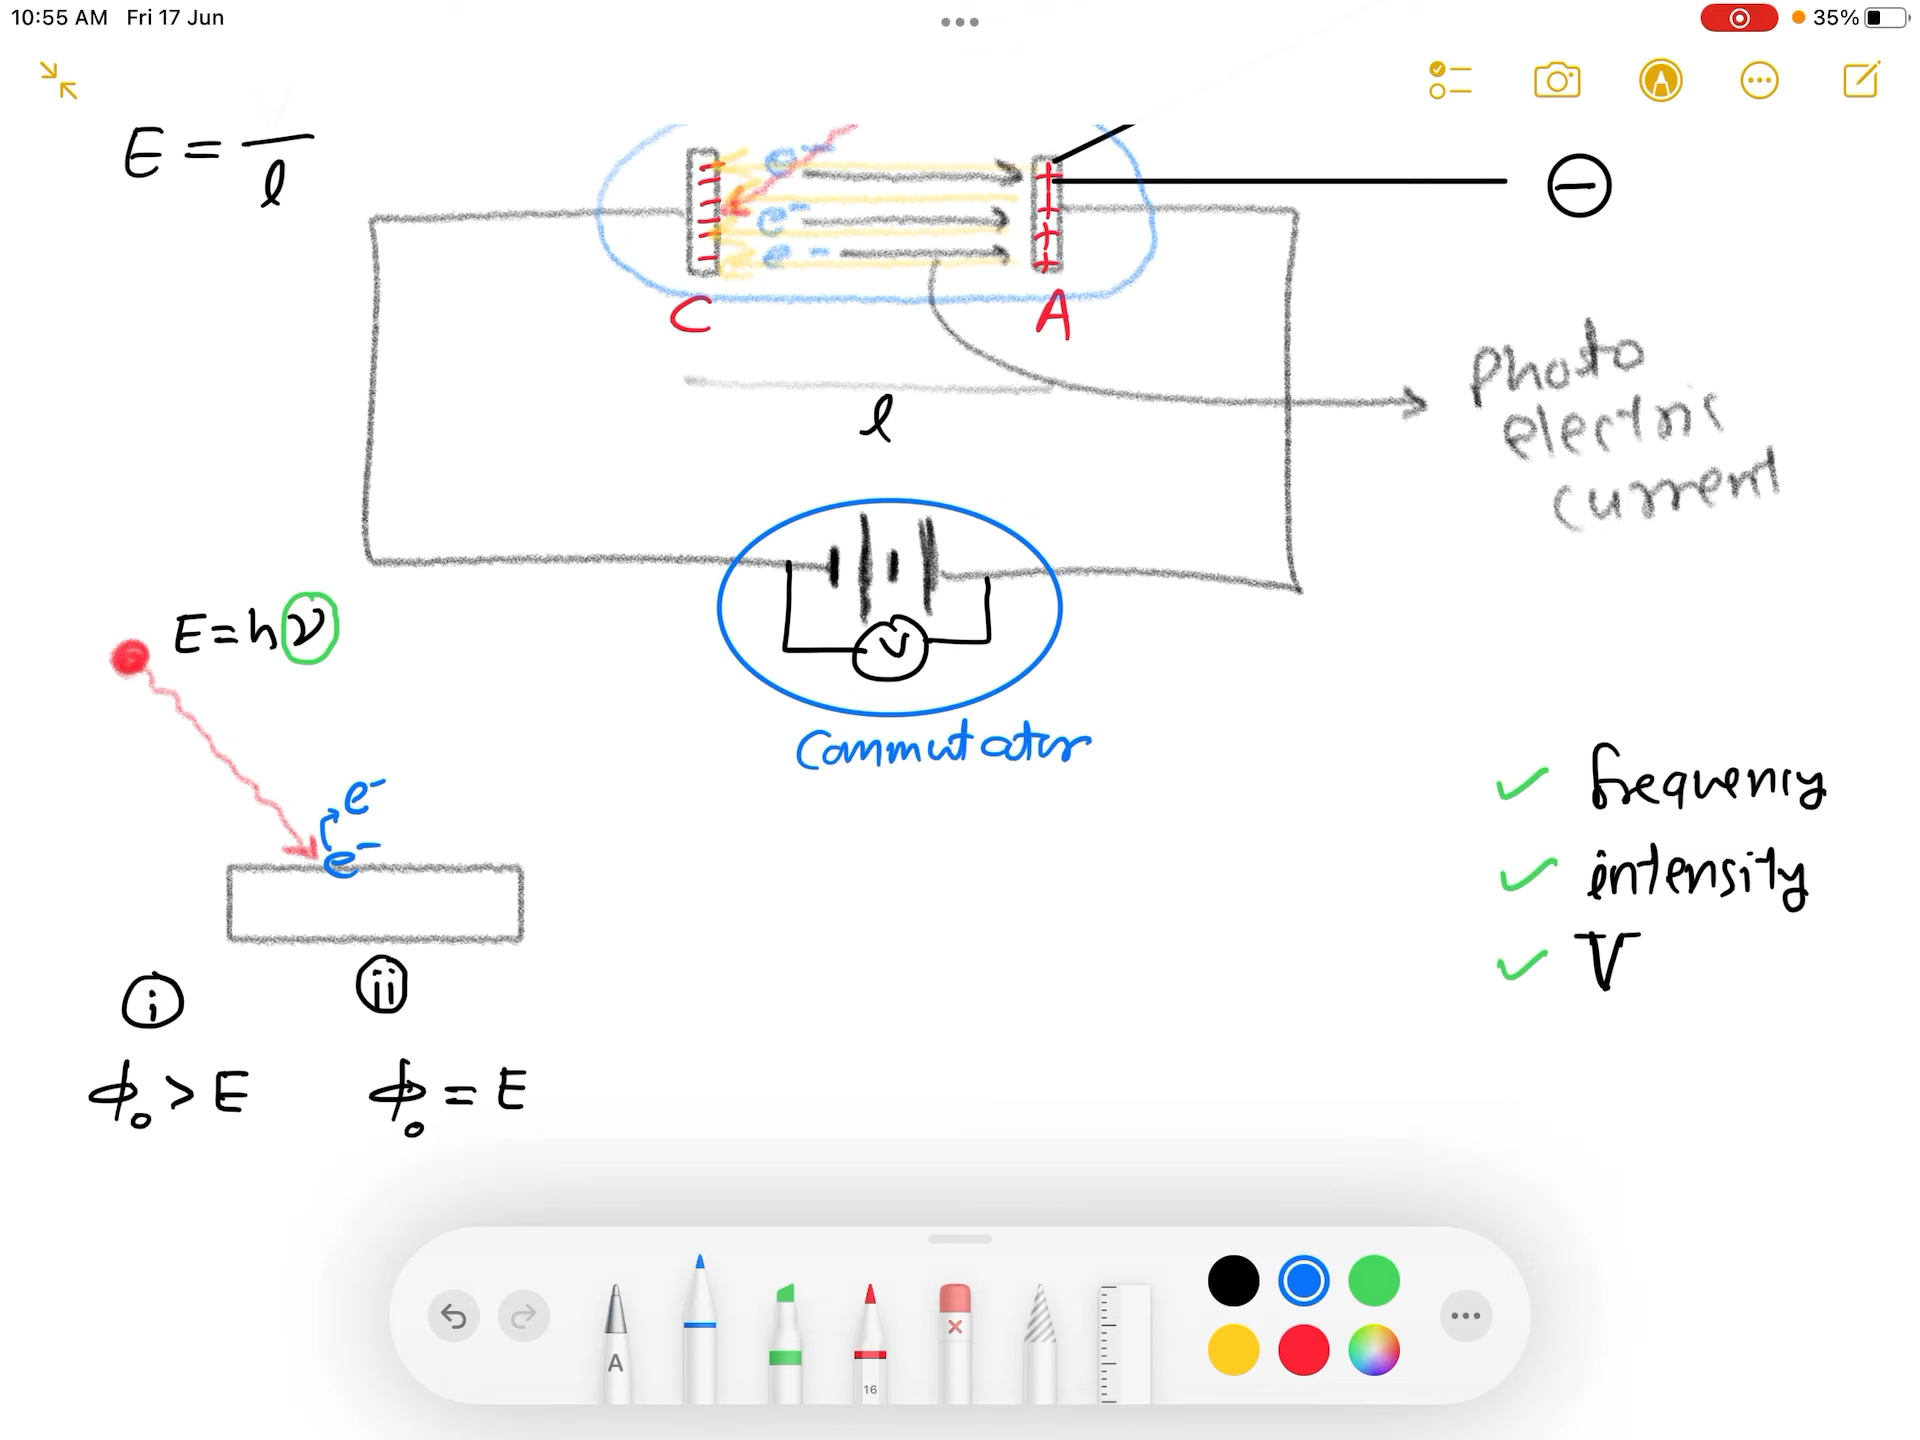 10:55 AM Fri 17 Jun
35%
E = — l
e⁻
e⁻
e⁻
C
A
l
Photo
electric
current
V
Commutator
E=hν
e⁻
e⁻
i
ii
ϕ₀ > E
ϕ₀ = E
✓ frequency
✓ intensity
✓ V
A
16